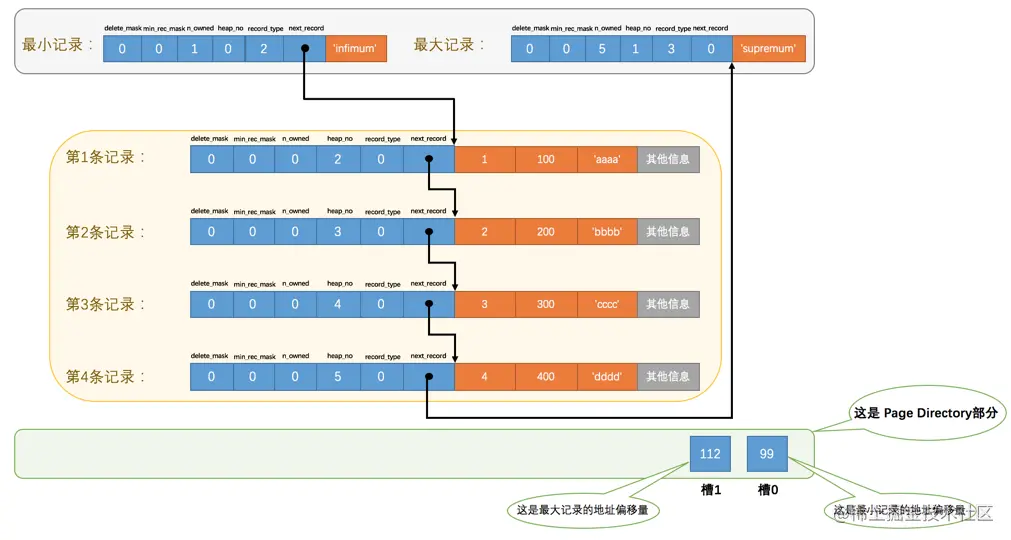 delete_mask min_rec_mask n_owned heap_no record_type next_record
最小记录： 0 0 1 0 2 'infimum'
delete_mask min_rec_mask n_owned heap_no record_type next_record
最大记录： 0 0 5 1 3 0 'supremum'
delete_mask min_rec_mask n_owned heap_no record_type next_record
第1条记录： 0 0 0 2 0 1 100 'aaaa' 其他信息
delete_mask min_rec_mask n_owned heap_no record_type next_record
第2条记录： 0 0 0 3 0 2 200 'bbbb' 其他信息
delete_mask min_rec_mask n_owned heap_no record_type next_record
第3条记录： 0 0 0 4 0 3 300 'cccc' 其他信息
delete_mask min_rec_mask n_owned heap_no record_type next_record
第4条记录： 0 0 0 5 0 4 400 'dddd' 其他信息
这是 Page Directory部分
112 99
槽1 槽0
这是最大记录的地址偏移量
这是最小记录的地址偏移量
@稀土掘金技术社区